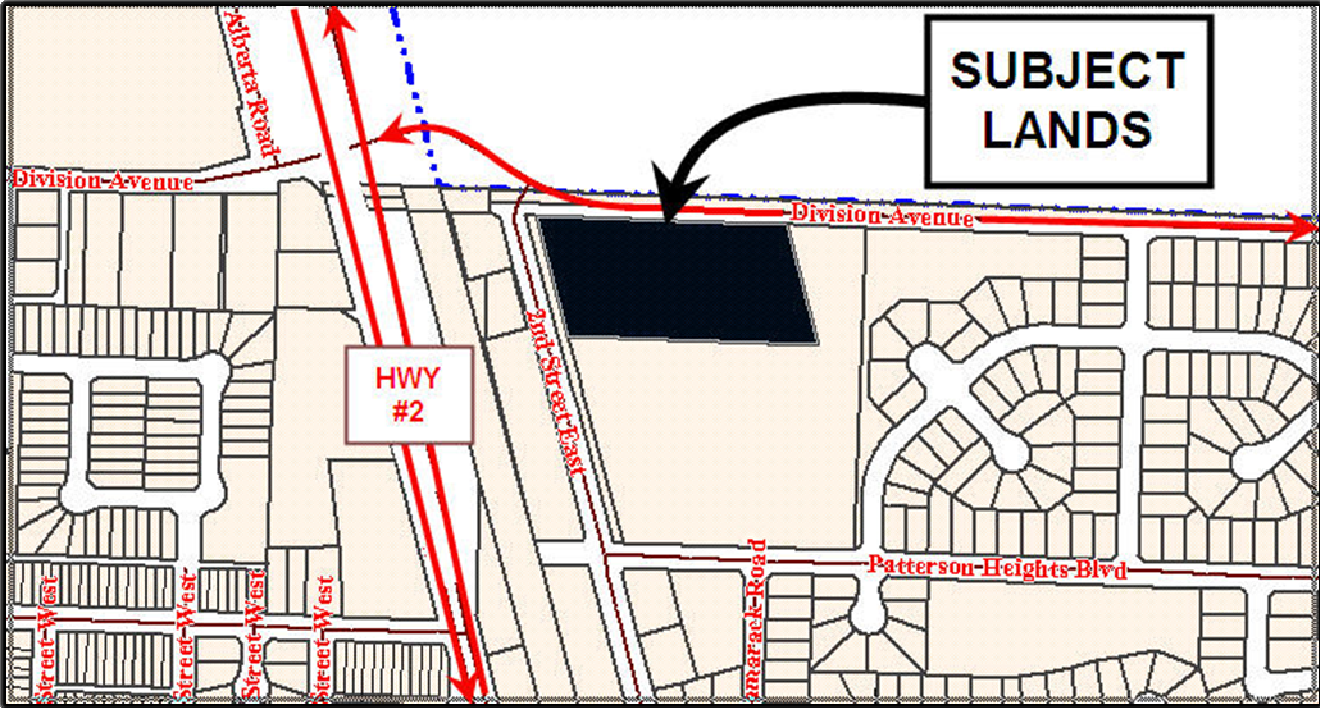 Alberta Road
SUBJECT
LANDS
Division Avenue
Division Avenue
2nd Street East
HWY
#2
Patterson Heights Blvd
Street West
Street West
Street West
Street West
Road